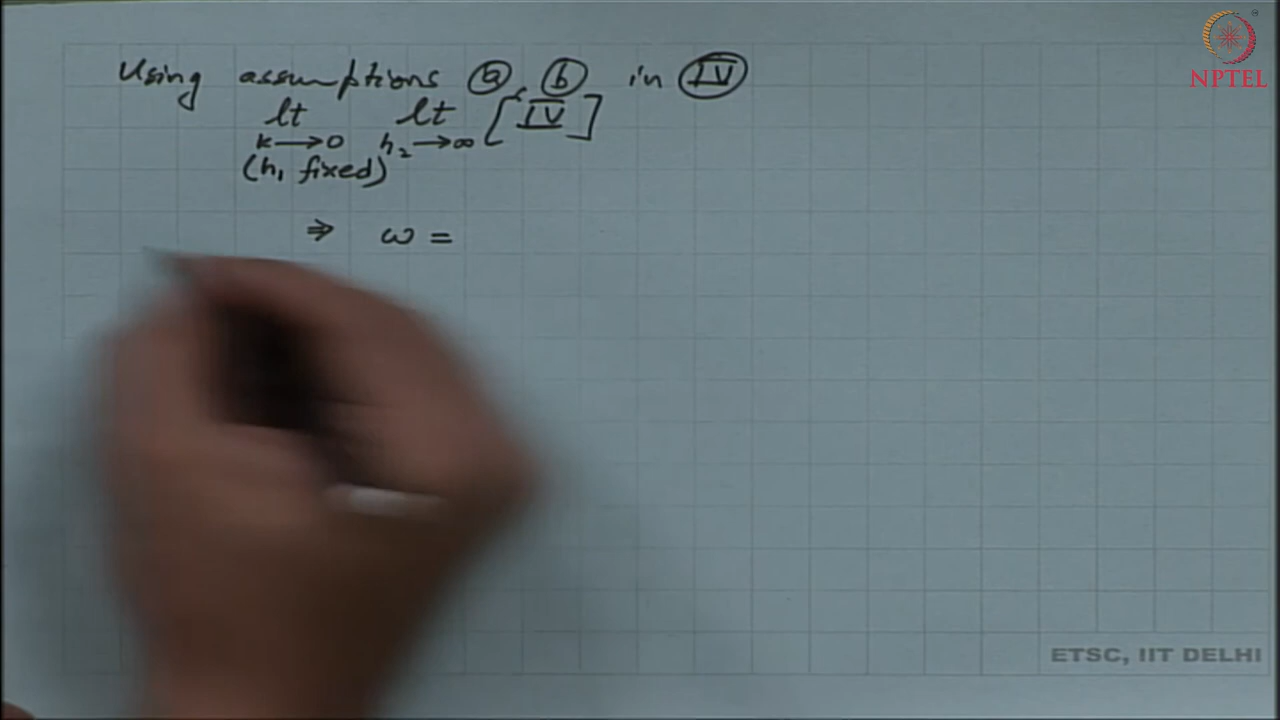 Using assumptions (a), (b) in (IV)
lt lt [IV]
k→0 h₂→∞
(h₁ fixed)
⇒ ω =
NPTEL
ETSC, IIT DELHI